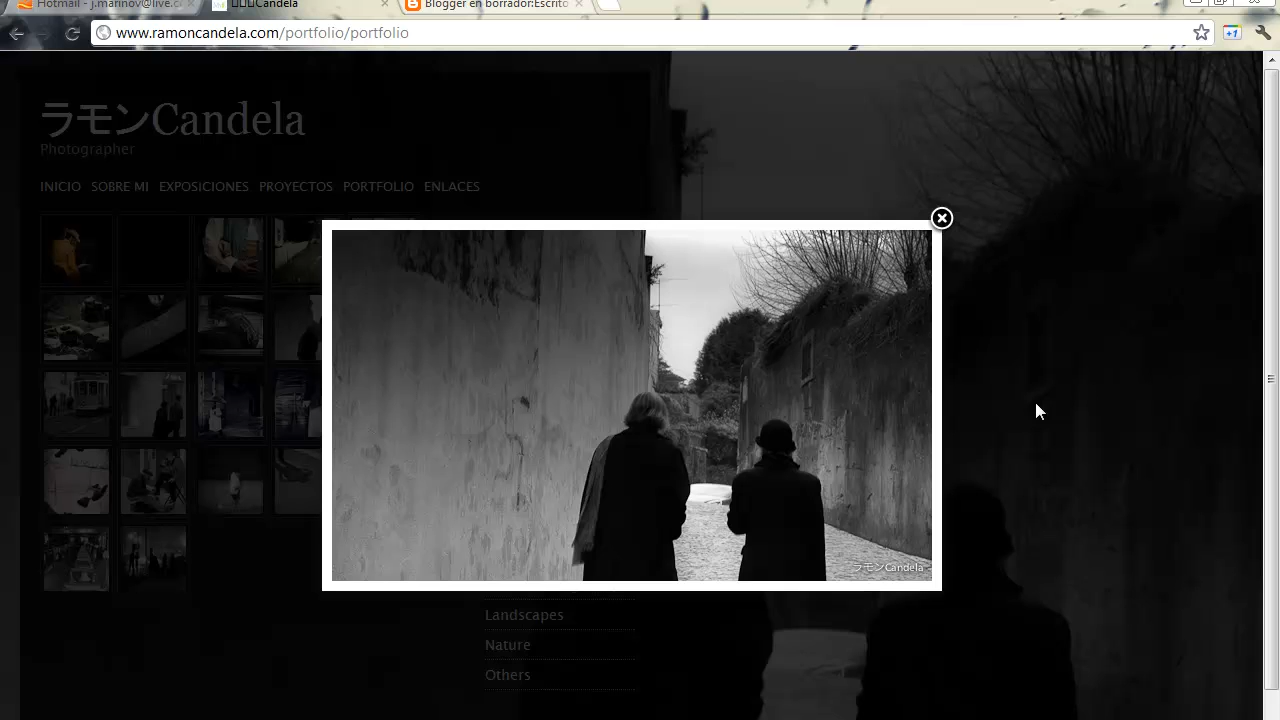 Hotmail - j.marinov@live.c
Candela
Blogger en borrador:Escrito
www.ramoncandela.com/portfolio/portfolio
+1
ラモンCandela
Photographer
INICIO SOBRE MI EXPOSICIONES PROYECTOS PORTFOLIO ENLACES
ラモンCandela
Landscapes
Nature
Others